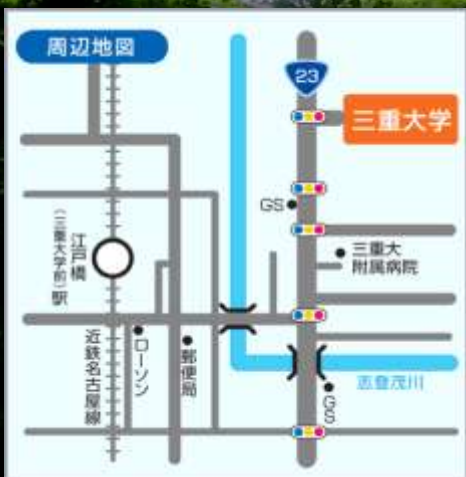 周辺地図
23
三重大学
GS
三重大
附属病院
江戸橋
(三重大学前)駅
近鉄名古屋線
ローソン
郵便局
志登茂川
GS